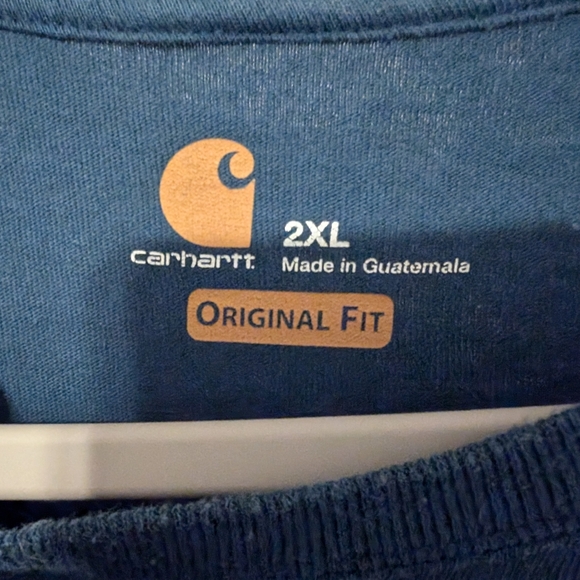 carhartt.
2XL
Made in Guatemala
ORIGINAL FIT